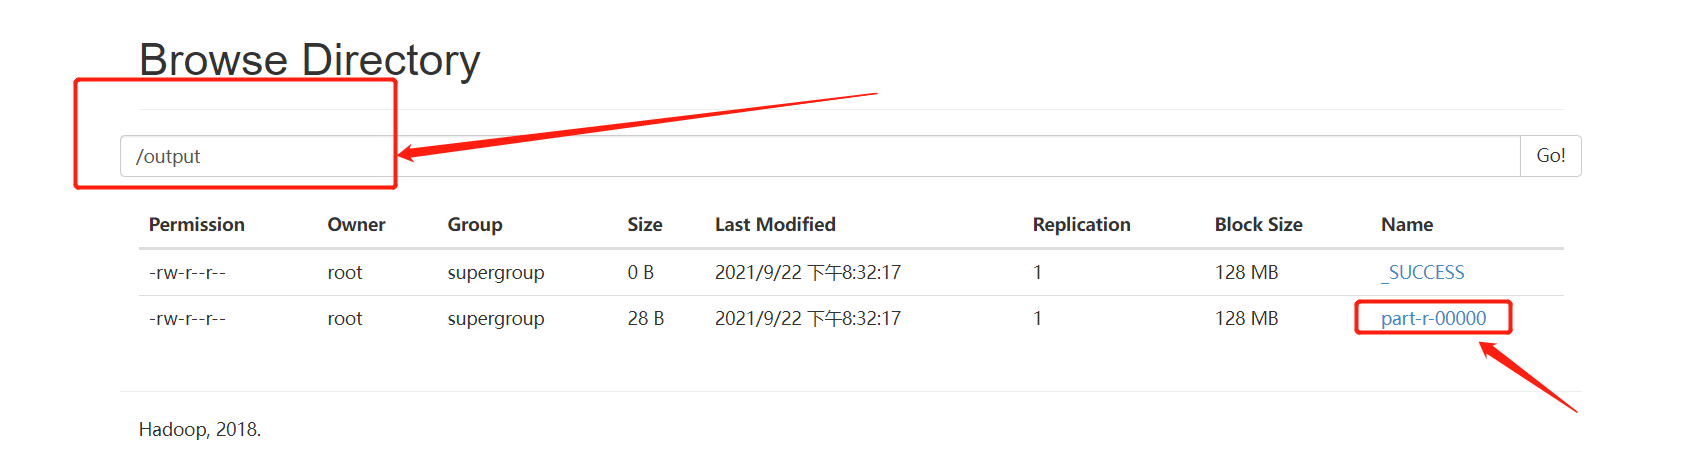 Browse Directory
/output Go!
Permission Owner Group Size Last Modified Replication Block Size Name
-rw-r--r-- root supergroup 0 B 2021/9/22 下午8:32:17 1 128 MB _SUCCESS
-rw-r--r-- root supergroup 28 B 2021/9/22 下午8:32:17 1 128 MB part-r-00000
Hadoop, 2018.